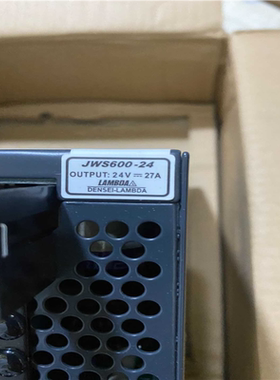 JWS600-24
OUTPUT: 24V ⎓ 27A
LAMBDA
DENSEI-LAMBDA